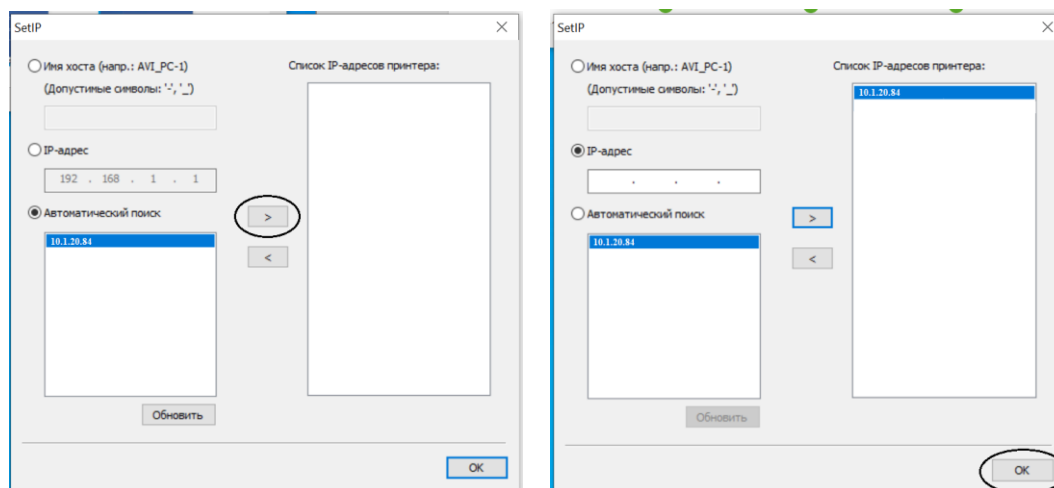 SetIP
Имя хоста (напр.: AVI_PC-1)
(Допустимые символы: '-', '_')
IP-адрес
192 . 168 . 1 . 1
Автоматический поиск
10.1.20.84
Обновить
>
<
Список IP-адресов принтера:
OK
SetIP
Имя хоста (напр.: AVI_PC-1)
(Допустимые символы: '-', '_')
IP-адрес
. . .
Автоматический поиск
10.1.20.84
Обновить
>
<
Список IP-адресов принтера:
10.1.20.84
OK